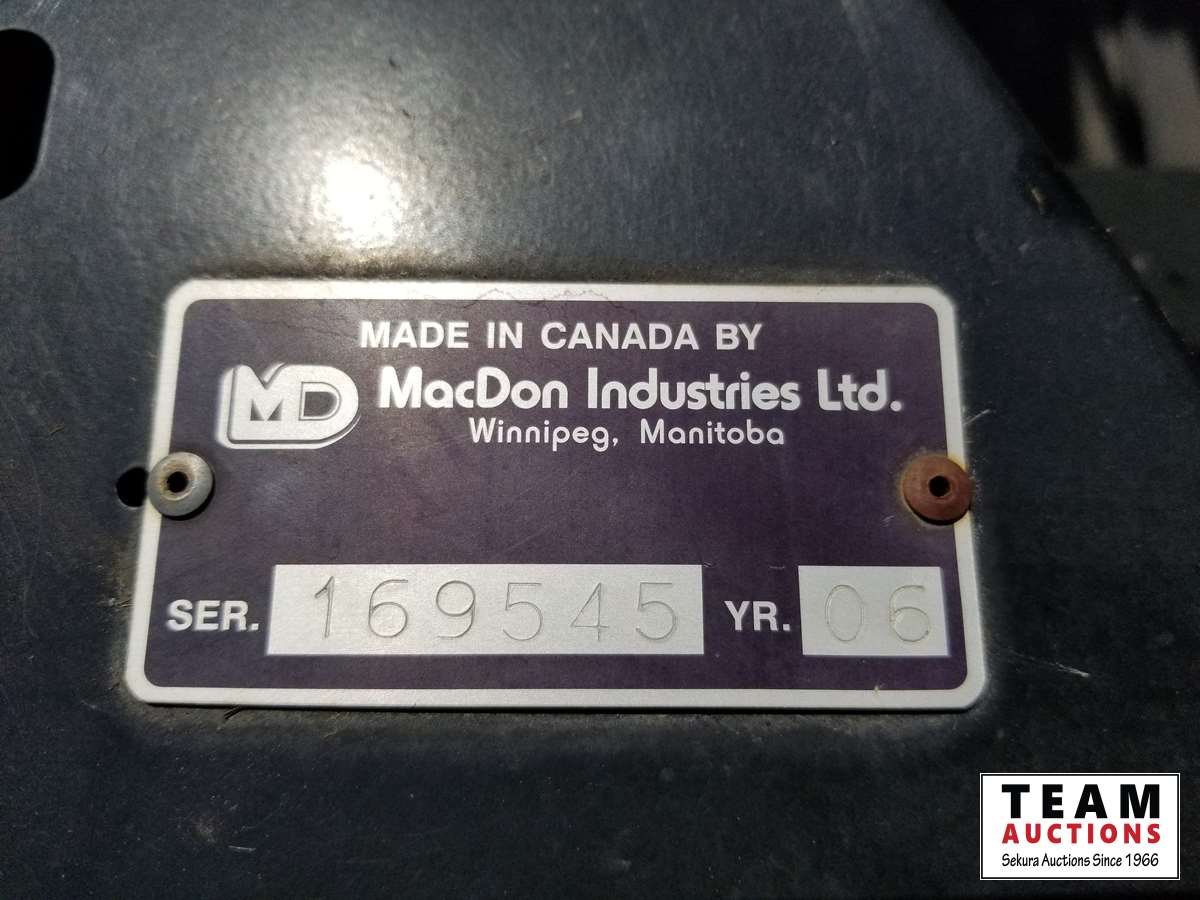 MADE IN CANADA BY
MD MacDon Industries Ltd.
Winnipeg, Manitoba
SER. 169545 YR. 06
TEAM
AUCTIONS
Sekura Auctions Since 1966